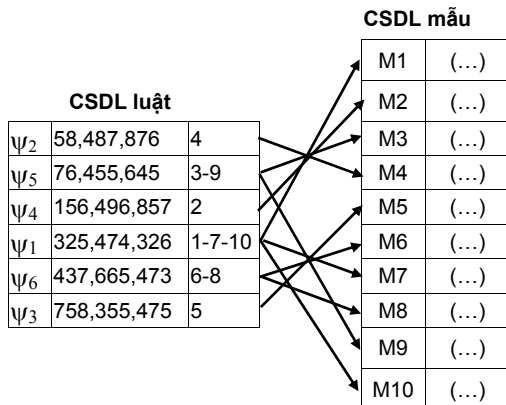 CSDL mẫu
M1 (…)
M2 (…)
CSDL luật
ψ2 58,487,876 4 M3 (…)
ψ5 76,455,645 3-9 M4 (…)
ψ4 156,496,857 2 M5 (…)
ψ1 325,474,326 1-7-10 M6 (…)
ψ6 437,665,473 6-8 M7 (…)
ψ3 758,355,475 5 M8 (…)
M9 (…)
M10 (…)